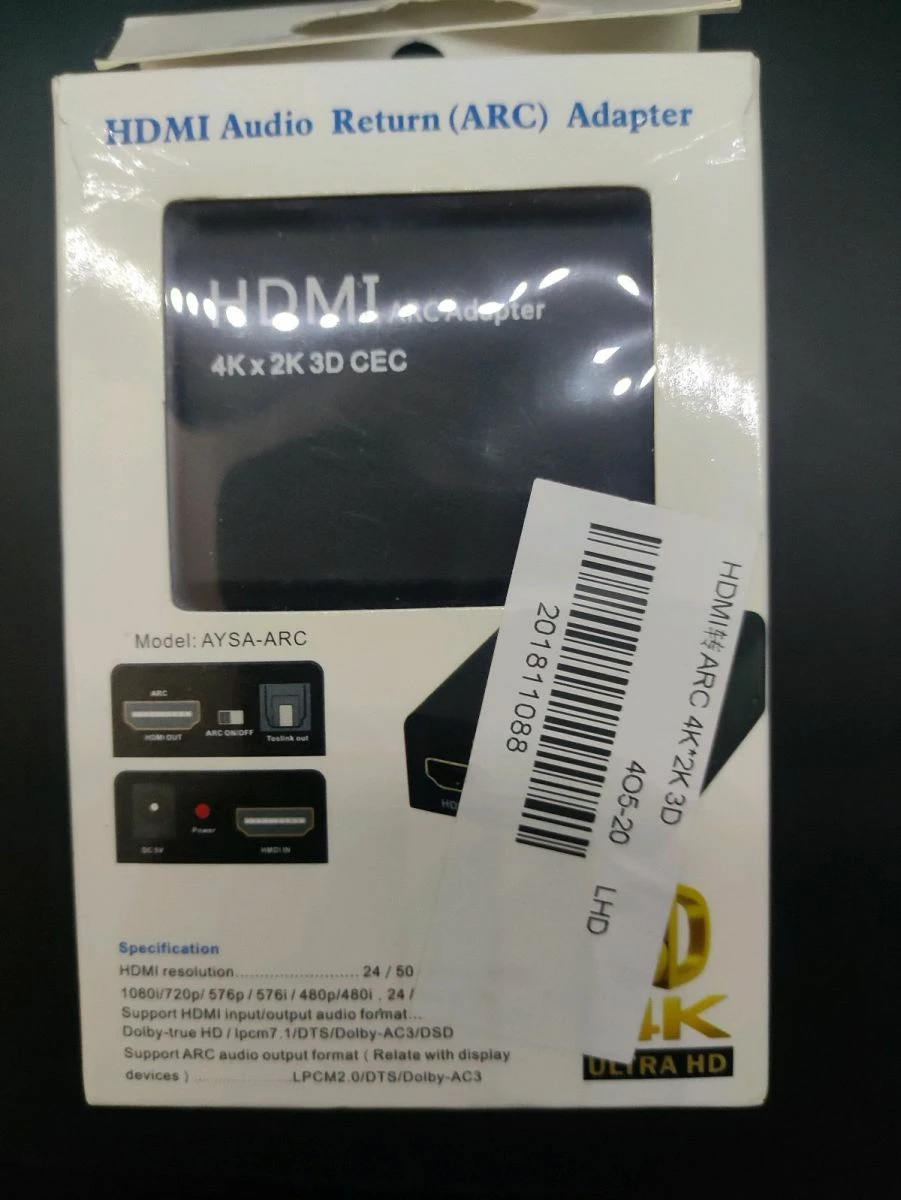 HDMI Audio Return (ARC) Adapter
HDMI ARC Adapter
4K x 2K 3D CEC
Model: AYSA-ARC
ARC
HDMI OUT
ARC ON/OFF
Toslink out
DC 5V
Power
HMDI IN
HD
201811088
HDMI转ARC 4K*2K 3D
4O5-20 LHD
Specification
HDMI resolution.............................. 24 / 50
1080i/720p/ 576p / 576i / 480p/480i , 24 /
Support HDMI input/output audio format...
Dolby-true HD / lpcm7.1/DTS/Dolby-AC3/DSD
Support ARC audio output format ( Relate with display
devices ) ........................LPCM2.0/DTS/Dolby-AC3
D
4K
ULTRA HD